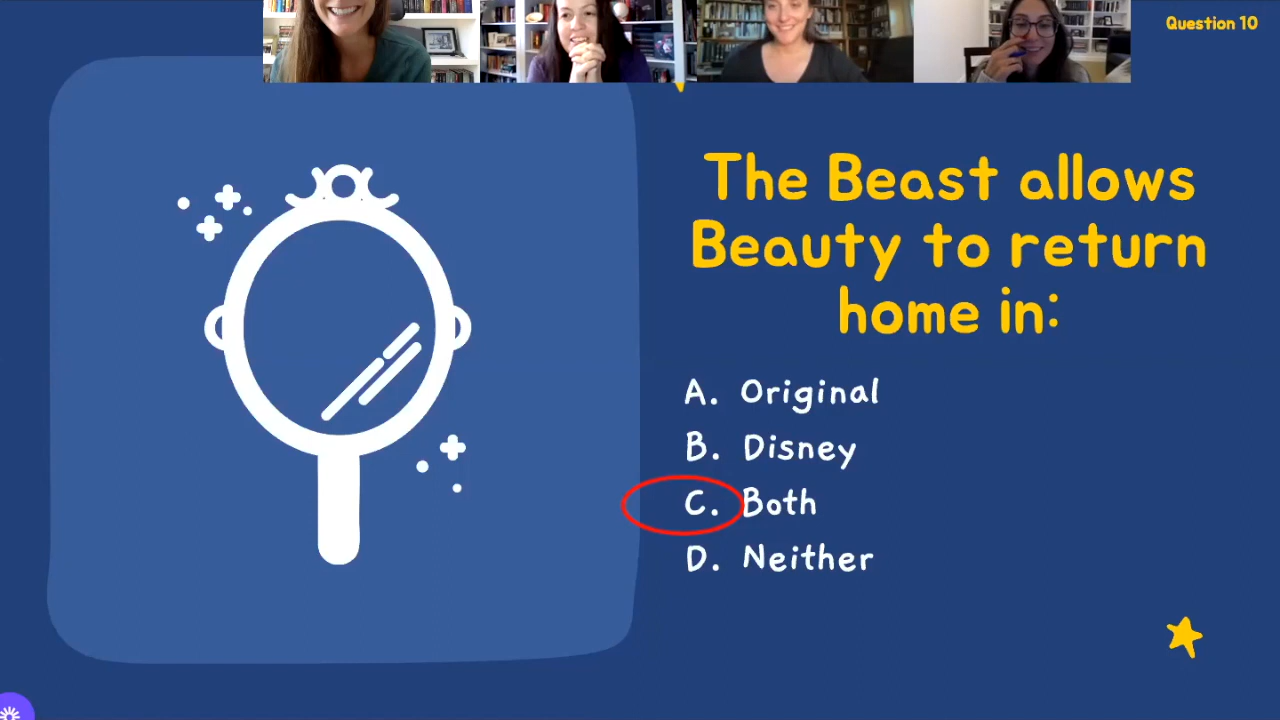 Question 10
The Beast allows
Beauty to return
home in:
A. Original
B. Disney
C. Both
D. Neither